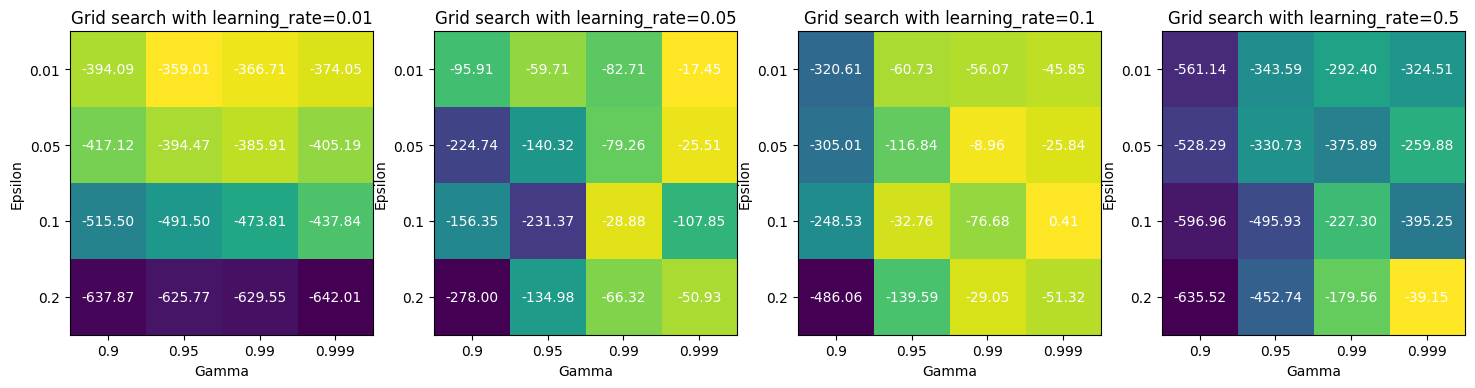 Grid search with learning_rate=0.01
Epsilon
0.01 -394.09 -359.01 -366.71 -374.05
0.05 -417.12 -394.47 -385.91 -405.19
0.1 -515.50 -491.50 -473.81 -437.84
0.2 -637.87 -625.77 -629.55 -642.01
0.9 0.95 0.99 0.999
Gamma
Grid search with learning_rate=0.05
Epsilon
0.01 -95.91 -59.71 -82.71 -17.45
0.05 -224.74 -140.32 -79.26 -25.51
0.1 -156.35 -231.37 -28.88 -107.85
0.2 -278.00 -134.98 -66.32 -50.93
0.9 0.95 0.99 0.999
Gamma
Grid search with learning_rate=0.1
Epsilon
0.01 -320.61 -60.73 -56.07 -45.85
0.05 -305.01 -116.84 -8.96 -25.84
0.1 -248.53 -32.76 -76.68 0.41
0.2 -486.06 -139.59 -29.05 -51.32
0.9 0.95 0.99 0.999
Gamma
Grid search with learning_rate=0.5
Epsilon
0.01 -561.14 -343.59 -292.40 -324.51
0.05 -528.29 -330.73 -375.89 -259.88
0.1 -596.96 -495.93 -227.30 -395.25
0.2 -635.52 -452.74 -179.56 -39.15
0.9 0.95 0.99 0.999
Gamma